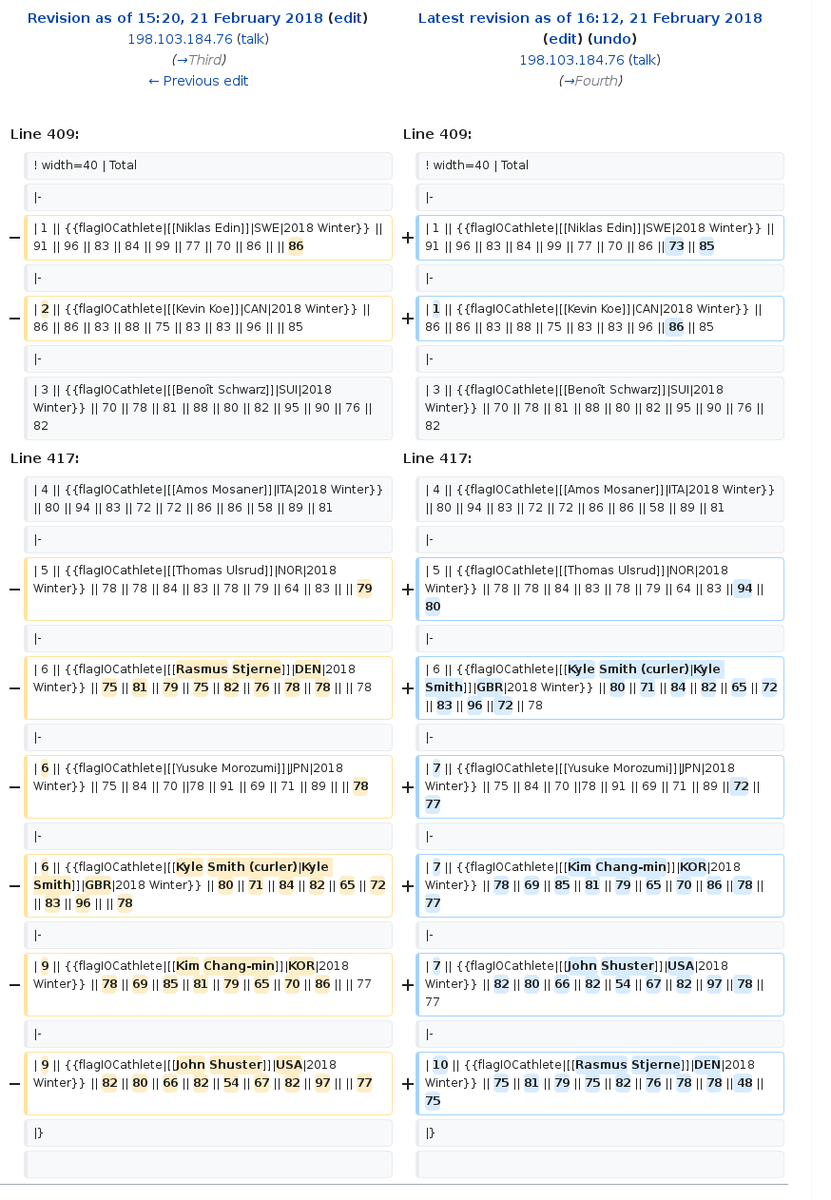 Revision as of 15:20, 21 February 2018 (edit)
198.103.184.76 (talk)
(→Third)
← Previous edit
Latest revision as of 16:12, 21 February 2018
(edit) (undo)
198.103.184.76 (talk)
(→Fourth)
Line 409:
Line 409:
! width=40 | Total
! width=40 | Total
|-
|-
− | 1 || {{flagIOCathlete|[[Niklas Edin]]|SWE|2018 Winter}} ||
91 || 96 || 83 || 84 || 99 || 77 || 70 || 86 || || 86
+ | 1 || {{flagIOCathlete|[[Niklas Edin]]|SWE|2018 Winter}} ||
91 || 96 || 83 || 84 || 99 || 77 || 70 || 86 || 73 || 85
|-
|-
− | 2 || {{flagIOCathlete|[[Kevin Koe]]|CAN|2018 Winter}} ||
86 || 86 || 83 || 88 || 75 || 83 || 83 || 96 || || 85
+ | 1 || {{flagIOCathlete|[[Kevin Koe]]|CAN|2018 Winter}} ||
86 || 86 || 83 || 88 || 75 || 83 || 83 || 96 || 86 || 85
|-
|-
| 3 || {{flagIOCathlete|[[Benoît Schwarz]]|SUI|2018
Winter}} || 70 || 78 || 81 || 88 || 80 || 82 || 95 || 90 || 76 ||
82
| 3 || {{flagIOCathlete|[[Benoît Schwarz]]|SUI|2018
Winter}} || 70 || 78 || 81 || 88 || 80 || 82 || 95 || 90 || 76 ||
82
Line 417:
Line 417:
| 4 || {{flagIOCathlete|[[Amos Mosaner]]|ITA|2018 Winter}}
|| 80 || 94 || 83 || 72 || 72 || 86 || 86 || 58 || 89 || 81
| 4 || {{flagIOCathlete|[[Amos Mosaner]]|ITA|2018 Winter}}
|| 80 || 94 || 83 || 72 || 72 || 86 || 86 || 58 || 89 || 81
|-
|-
− | 5 || {{flagIOCathlete|[[Thomas Ulsrud]]|NOR|2018
Winter}} || 78 || 78 || 84 || 83 || 78 || 79 || 64 || 83 || || 79
+ | 5 || {{flagIOCathlete|[[Thomas Ulsrud]]|NOR|2018
Winter}} || 78 || 78 || 84 || 83 || 78 || 79 || 64 || 83 || 94 ||
80
|-
|-
− | 6 || {{flagIOCathlete|[[Rasmus Stjerne]]|DEN|2018
Winter}} || 75 || 81 || 79 || 75 || 82 || 76 || 78 || 78 || || 78
+ | 6 || {{flagIOCathlete|[[Kyle Smith (curler)|Kyle
Smith]]|GBR|2018 Winter}} || 80 || 71 || 84 || 82 || 65 || 72
|| 83 || 96 || 72 || 78
|-
|-
− | 6 || {{flagIOCathlete|[[Yusuke Morozumi]]|JPN|2018
Winter}} || 75 || 84 || 70 ||78 || 91 || 69 || 71 || 89 || || 78
+ | 7 || {{flagIOCathlete|[[Yusuke Morozumi]]|JPN|2018
Winter}} || 75 || 84 || 70 ||78 || 91 || 69 || 71 || 89 || 72 ||
77
|-
|-
− | 6 || {{flagIOCathlete|[[Kyle Smith (curler)|Kyle
Smith]]|GBR|2018 Winter}} || 80 || 71 || 84 || 82 || 65 || 72
|| 83 || 96 || || 78
+ | 7 || {{flagIOCathlete|[[Kim Chang-min]]|KOR|2018
Winter}} || 78 || 69 || 85 || 81 || 79 || 65 || 70 || 86 || 78 ||
77
|-
|-
− | 9 || {{flagIOCathlete|[[Kim Chang-min]]|KOR|2018
Winter}} || 78 || 69 || 85 || 81 || 79 || 65 || 70 || 86 || || 77
+ | 7 || {{flagIOCathlete|[[John Shuster]]|USA|2018
Winter}} || 82 || 80 || 66 || 82 || 54 || 67 || 82 || 97 || 78 ||
77
|-
|-
− | 9 || {{flagIOCathlete|[[John Shuster]]|USA|2018
Winter}} || 82 || 80 || 66 || 82 || 54 || 67 || 82 || 97 || || 77
+ | 10 || {{flagIOCathlete|[[Rasmus Stjerne]]|DEN|2018
Winter}} || 75 || 81 || 79 || 75 || 82 || 76 || 78 || 78 || 48 ||
75
|}
|}